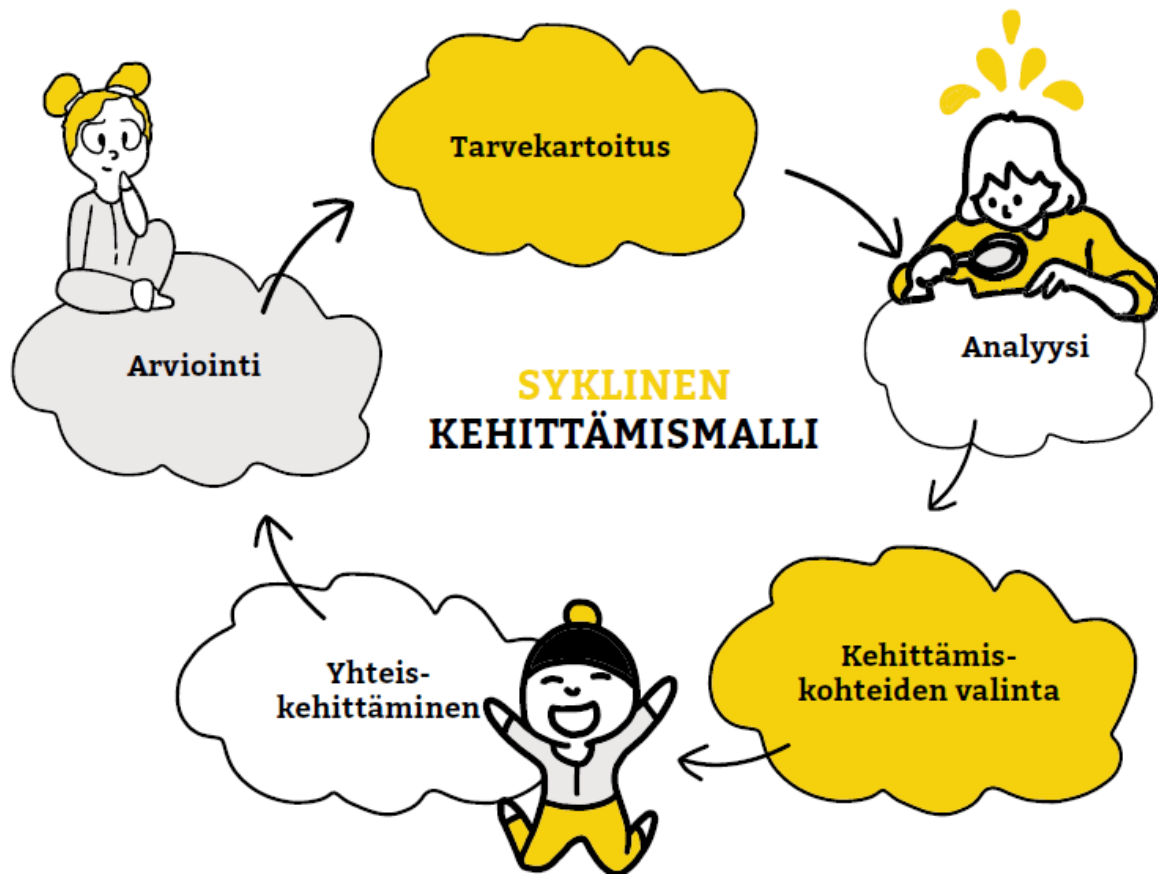 Tarvekartoitus
Analyysi
Arviointi
SYKLINEN
KEHITTÄMISMALLI
Kehittämis-
kohteiden valinta
Yhteis-
kehittäminen